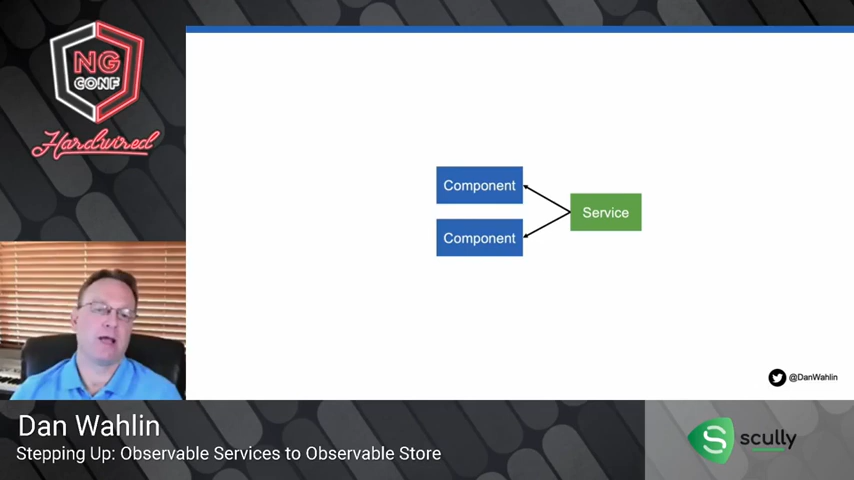 NG
CONF
Hardwired
Component
Service
Component
@DanWahlin
Dan Wahlin
Stepping Up: Observable Services to Observable Store
S scully